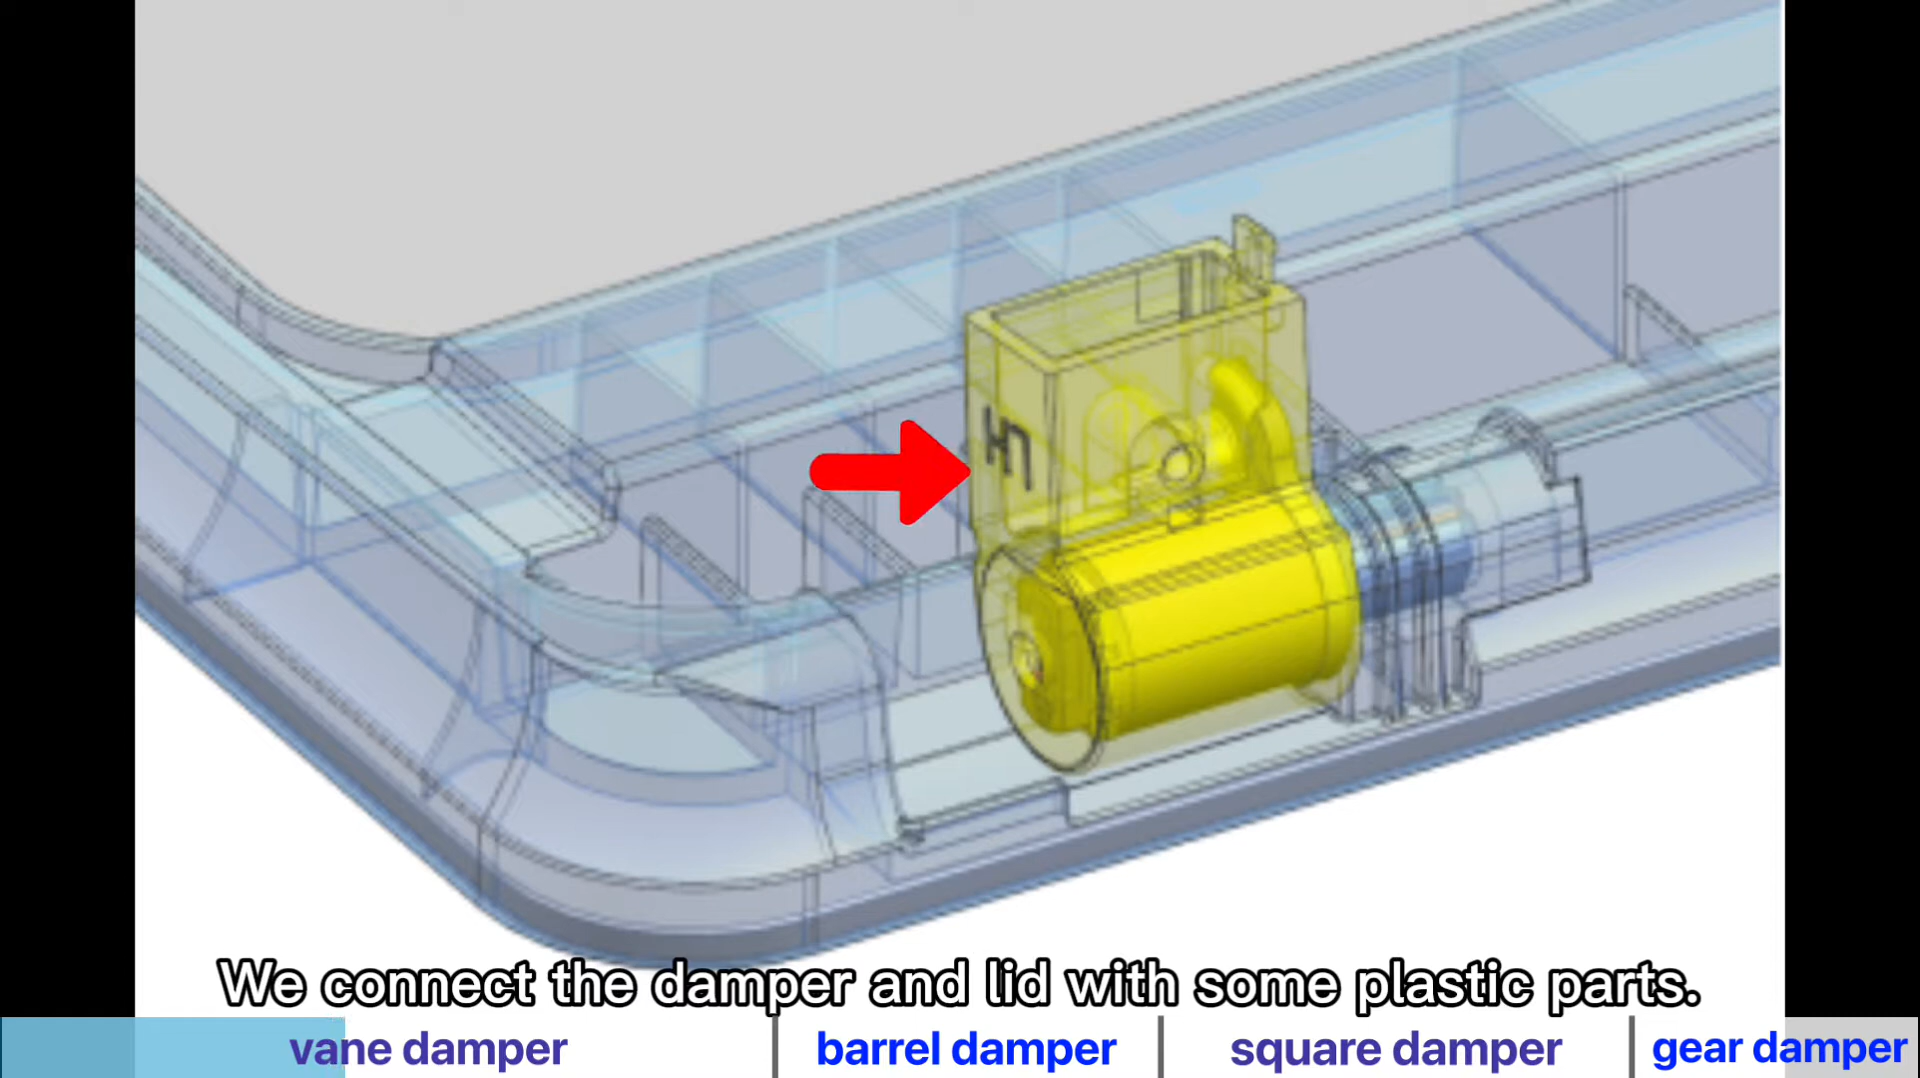 We connect the damper and lid with some plastic parts.
vane damper
barrel damper
square damper
gear damper